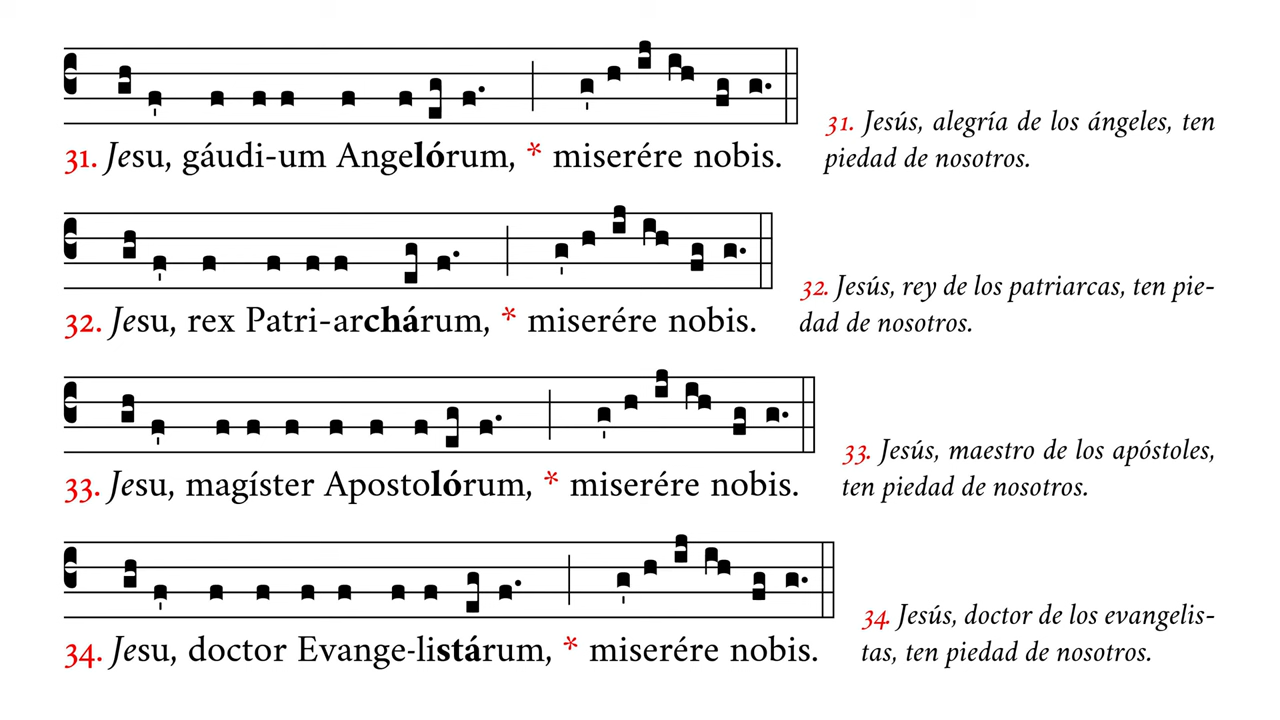 31. Jesu, gáudi-um Angelórum, * miserére nobis.
31. Jesús, alegría de los ángeles, ten
piedad de nosotros.
32. Jesu, rex Patri-archárum, * miserére nobis.
32. Jesús, rey de los patriarcas, ten pie-
dad de nosotros.
33. Jesu, magíster Apostolórum, * miserére nobis.
33. Jesús, maestro de los apóstoles,
ten piedad de nosotros.
34. Jesu, doctor Evange-listárum, * miserére nobis.
34. Jesús, doctor de los evangelis-
tas, ten piedad de nosotros.